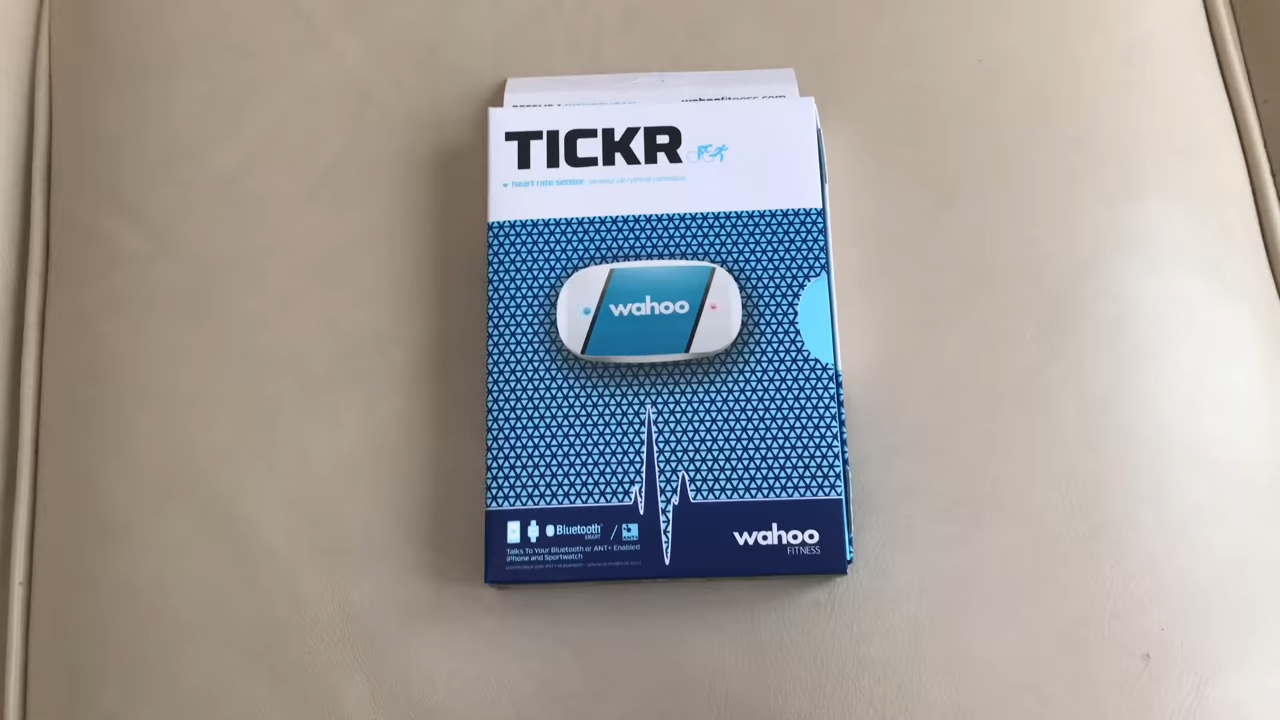 wahoofitness.com
TICKR
heart rate sensor
wahoo
Bluetooth
SMART
/
ANT+
Talks To Your Bluetooth or ANT+ Enabled
iPhone and Sportwatch
wahoo
FITNESS